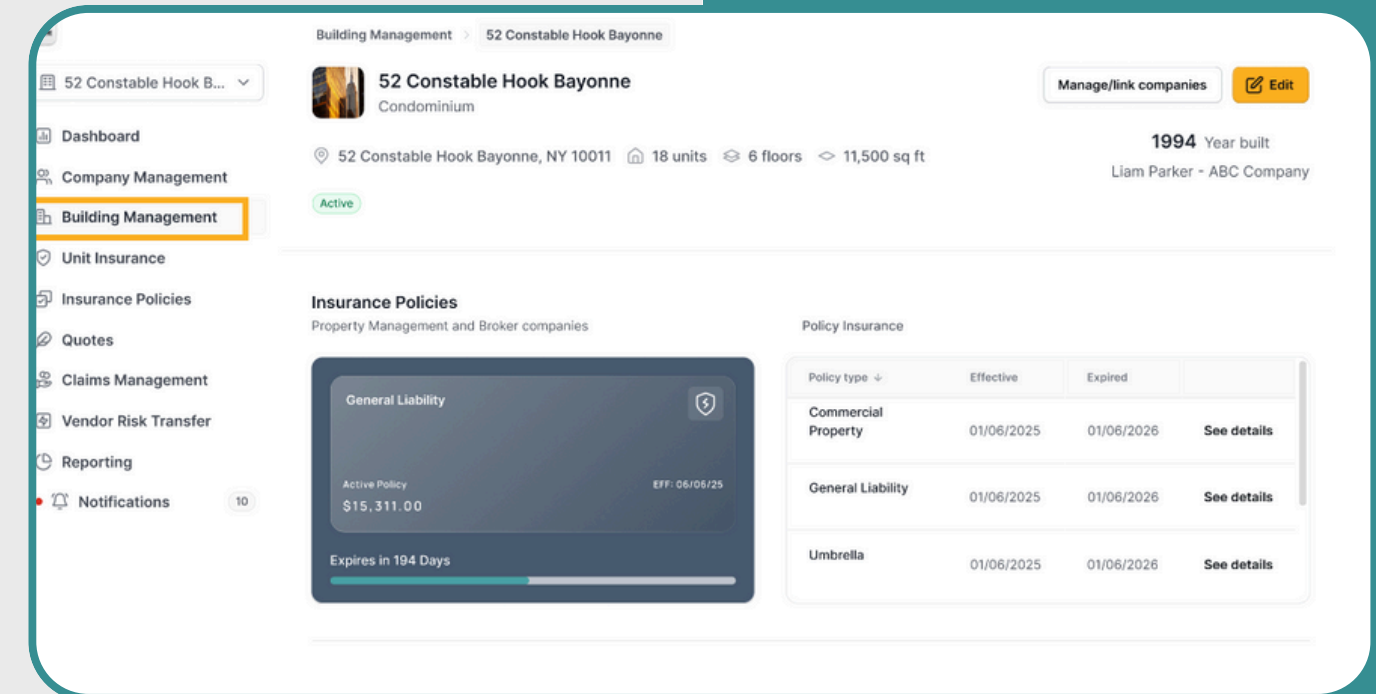 Building Management > 52 Constable Hook Bayonne
52 Constable Hook B...
Dashboard
Company Management
Building Management
Unit Insurance
Insurance Policies
Quotes
Claims Management
Vendor Risk Transfer
Reporting
Notifications 10
52 Constable Hook Bayonne
Condominium
Manage/link companies Edit
52 Constable Hook Bayonne, NY 10011 18 units 6 floors 11,500 sq ft
1994 Year built
Liam Parker - ABC Company
Active
Insurance Policies
Property Management and Broker companies
General Liability
Active Policy EFF: 06/06/25
$15,311.00
Expires in 194 Days
Policy Insurance
Policy type ↓ Effective Expired
Commercial
Property 01/06/2025 01/06/2026 See details
General Liability 01/06/2025 01/06/2026 See details
Umbrella 01/06/2025 01/06/2026 See details